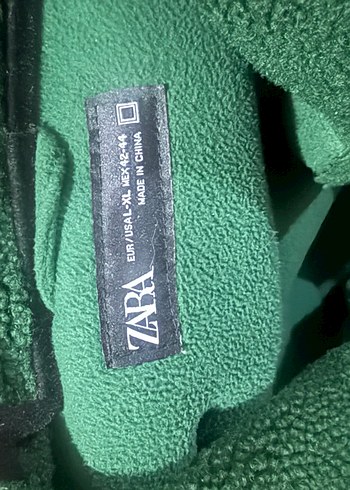 ZARA
EUR/USA L-XL MEX 42-44
MADE IN CHINA